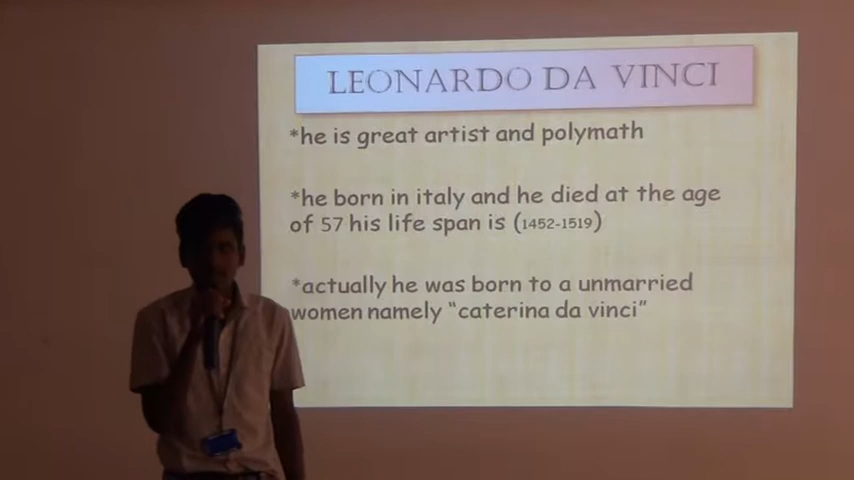 LEONARDO DA VINCI
*he is great artist and polymath
*he born in italy and he died at the age
of 57 his life span is (1452-1519)
*actually he was born to a unmarried
women namely "caterina da vinci"